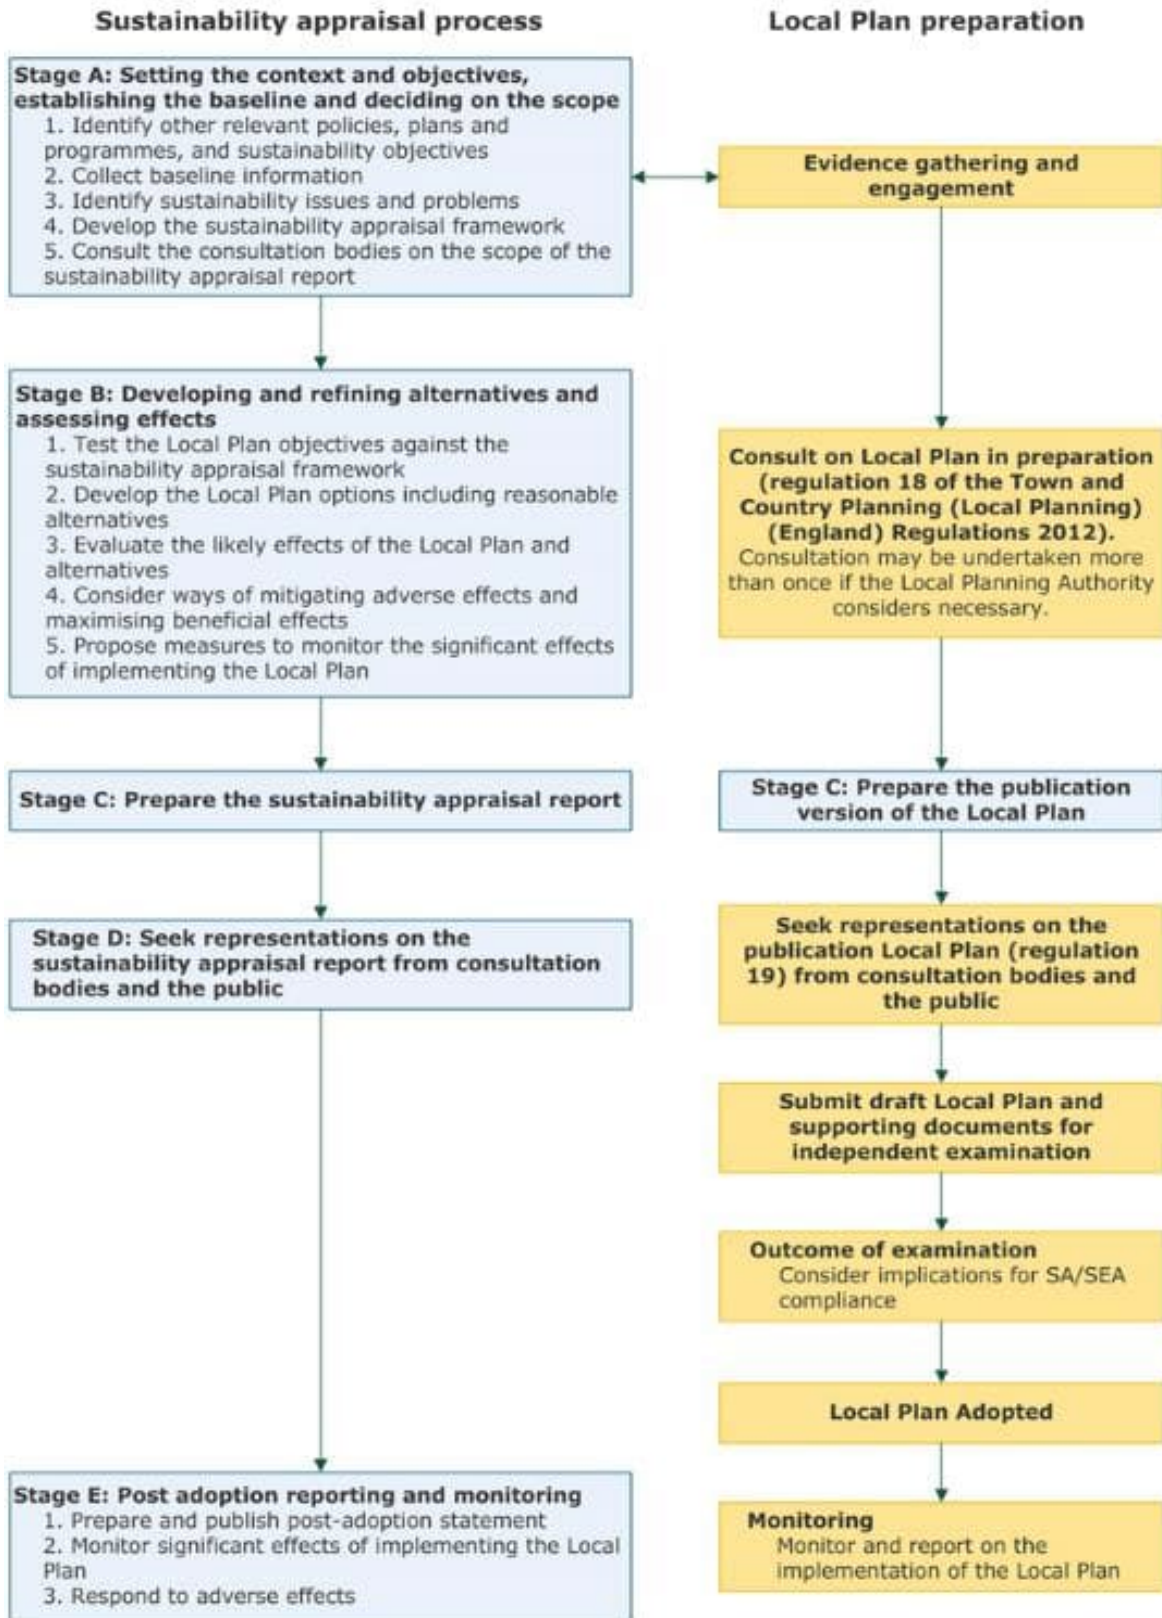 Sustainability appraisal process
Local Plan preparation
Stage A: Setting the context and objectives,
establishing the baseline and deciding on the scope
1. Identify other relevant policies, plans and
programmes, and sustainability objectives
2. Collect baseline information
3. Identify sustainability issues and problems
4. Develop the sustainability appraisal framework
5. Consult the consultation bodies on the scope of the
sustainability appraisal report
Evidence gathering and
engagement
Stage B: Developing and refining alternatives and
assessing effects
1. Test the Local Plan objectives against the
sustainability appraisal framework
2. Develop the Local Plan options including reasonable
alternatives
3. Evaluate the likely effects of the Local Plan and
alternatives
4. Consider ways of mitigating adverse effects and
maximising beneficial effects
5. Propose measures to monitor the significant effects
of implementing the Local Plan
Consult on Local Plan in preparation
(regulation 18 of the Town and
Country Planning (Local Planning)
(England) Regulations 2012).
Consultation may be undertaken more
than once if the Local Planning Authority
considers necessary.
Stage C: Prepare the sustainability appraisal report
Stage C: Prepare the publication
version of the Local Plan
Stage D: Seek representations on the
sustainability appraisal report from consultation
bodies and the public
Seek representations on the
publication Local Plan (regulation
19) from consultation bodies and
the public
Submit draft Local Plan and
supporting documents for
independent examination
Outcome of examination
Consider implications for SA/SEA
compliance
Local Plan Adopted
Stage E: Post adoption reporting and monitoring
1. Prepare and publish post-adoption statement
2. Monitor significant effects of implementing the Local
Plan
3. Respond to adverse effects
Monitoring
Monitor and report on the
implementation of the Local Plan